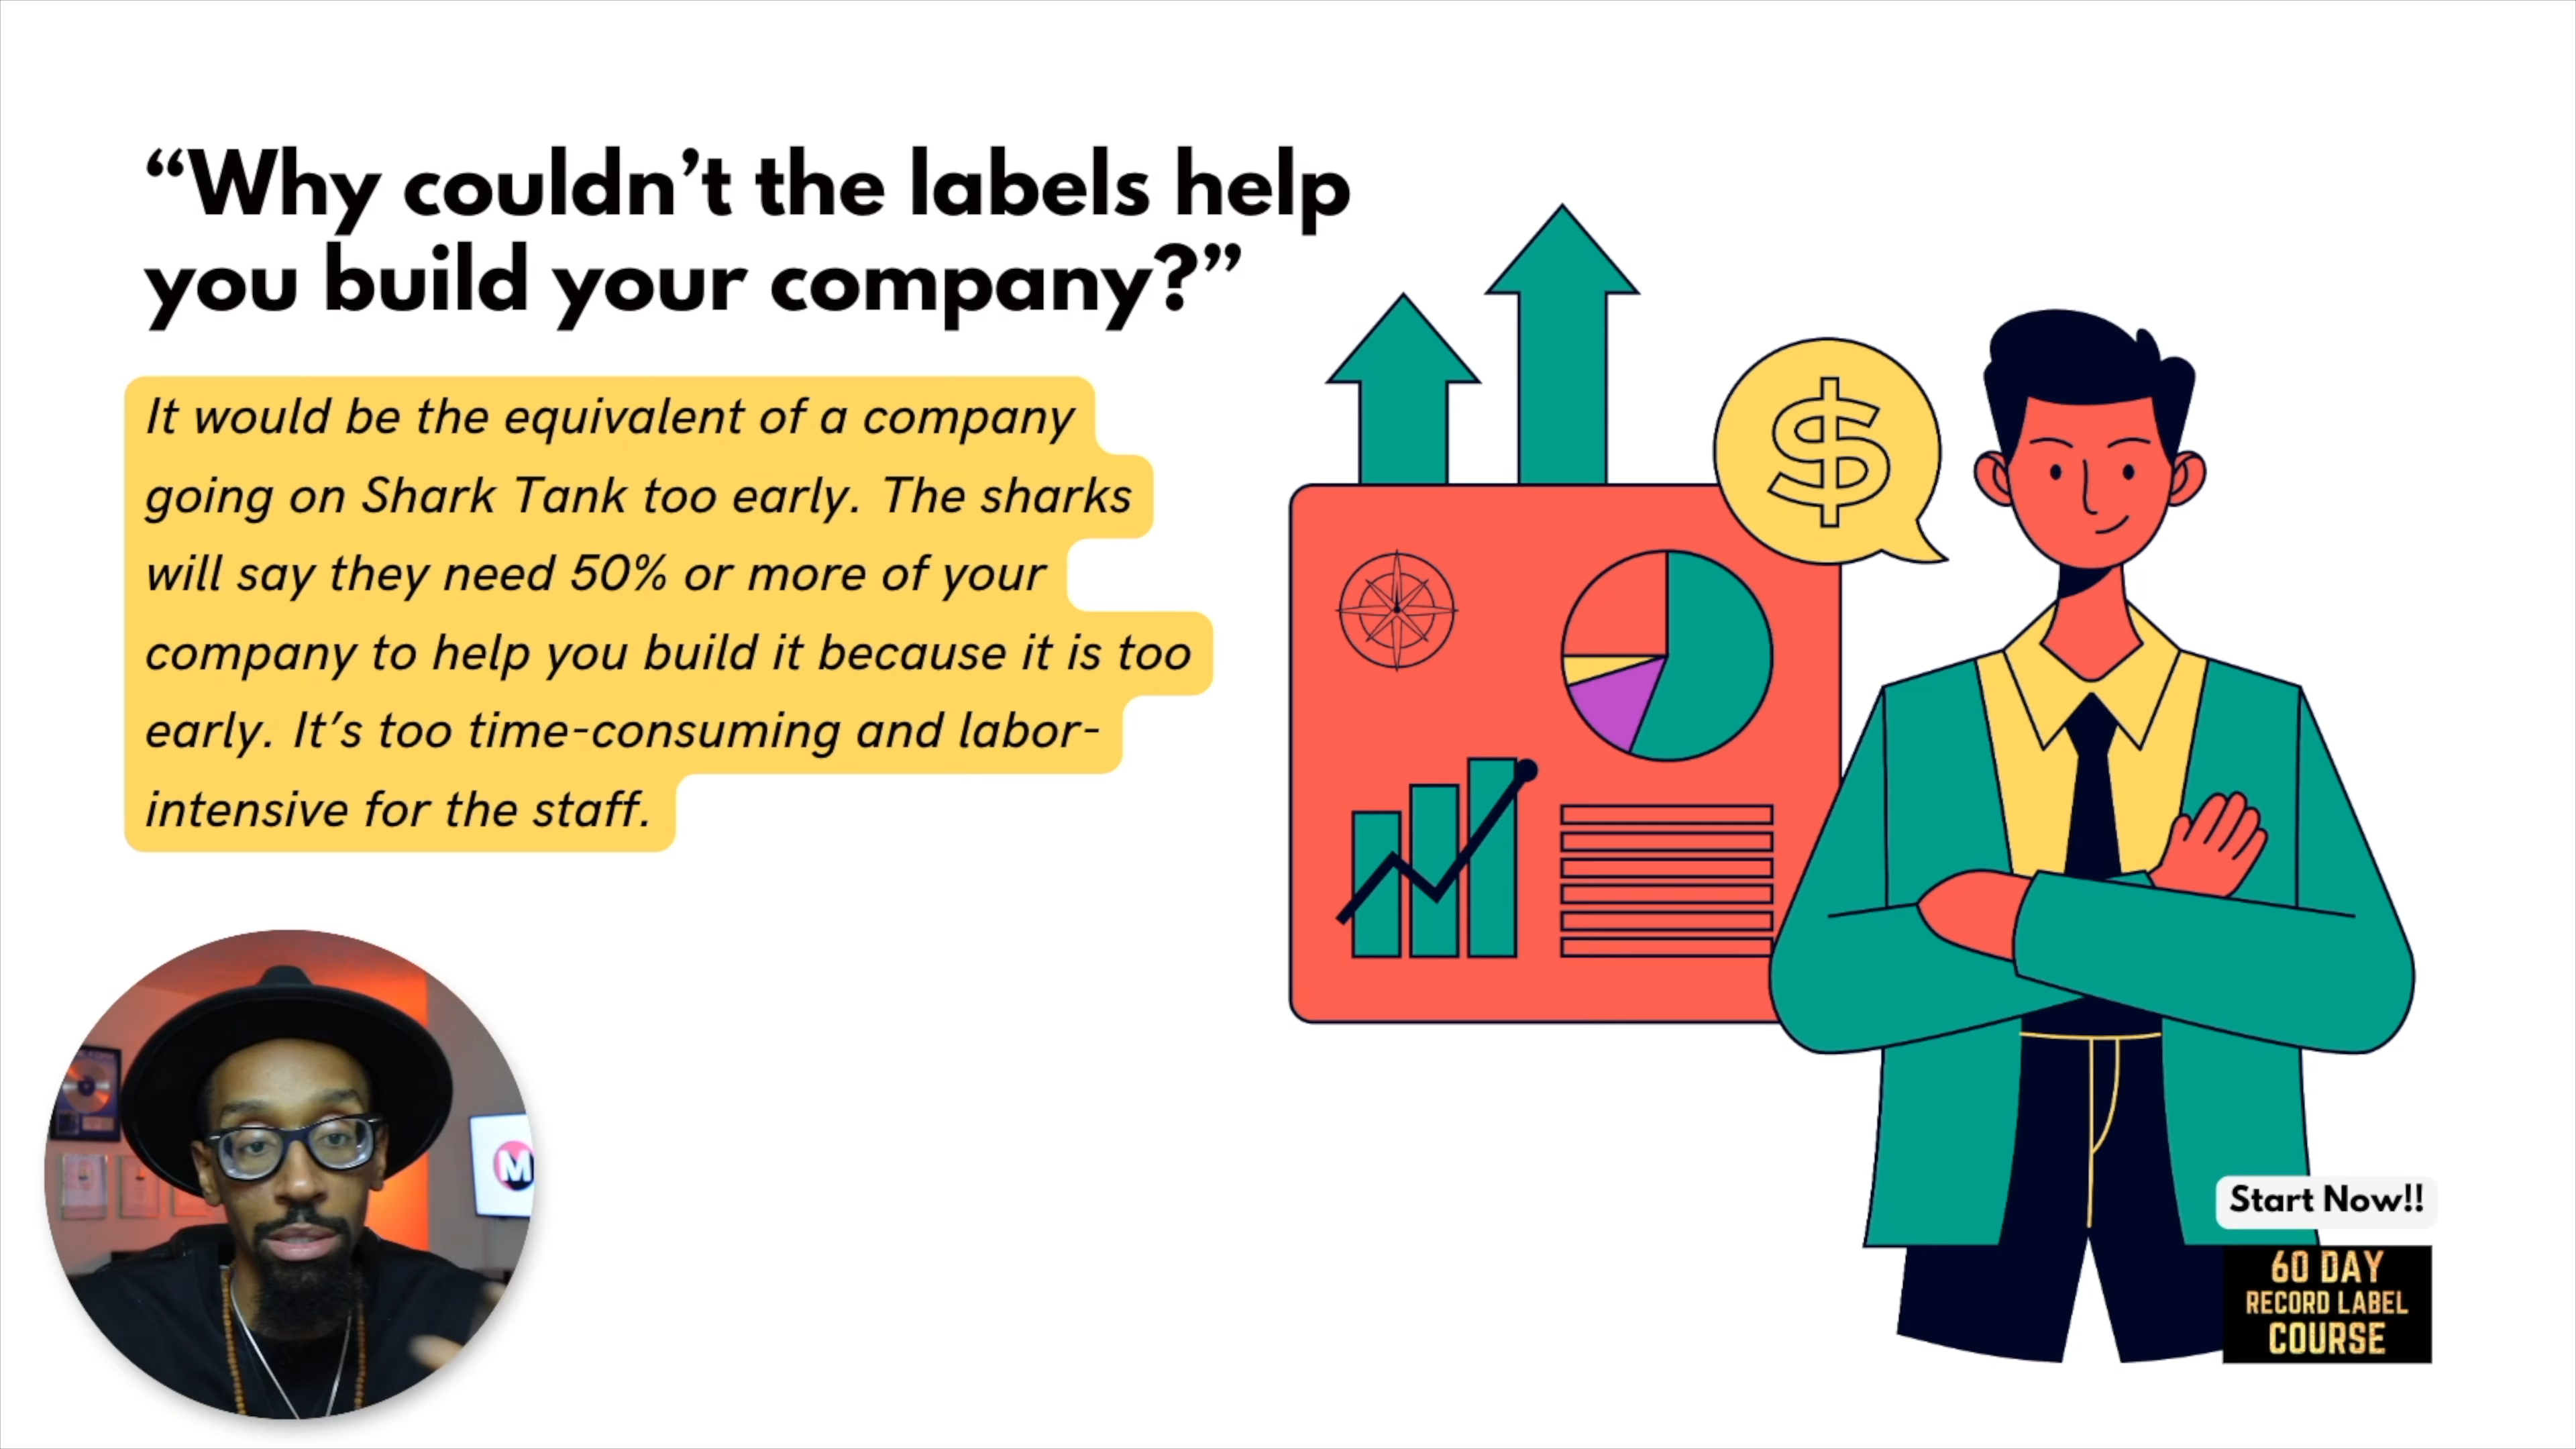 “Why couldn’t the labels help
you build your company?”
It would be the equivalent of a company
going on Shark Tank too early. The sharks
will say they need 50% or more of your
company to help you build it because it is too
early. It’s too time-consuming and labor-
intensive for the staff.
$
M
Start Now!!
60 DAY
RECORD LABEL
COURSE